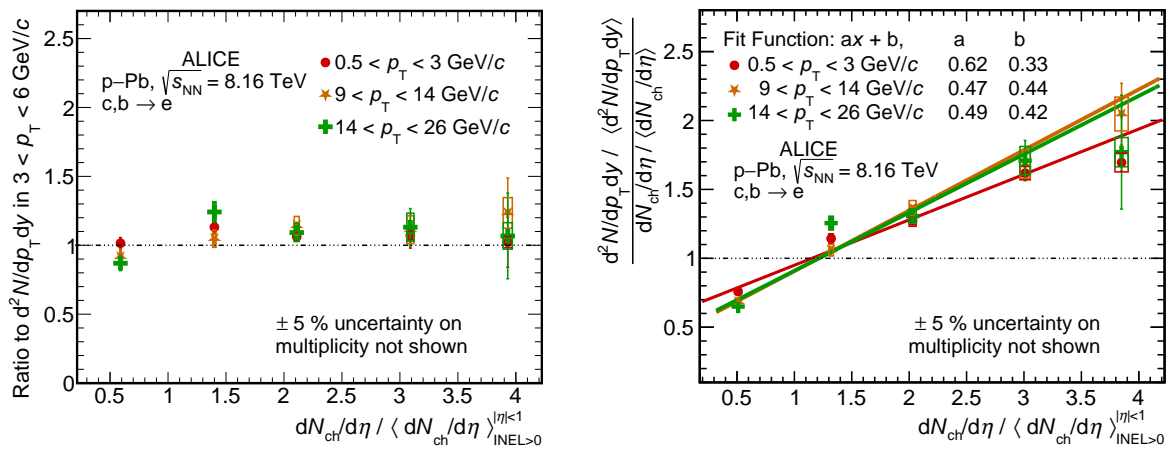 Ratio to d²N/dp_T dy in 3 < p_T < 6 GeV/c
2.5
2
1.5
1
0.5
0
ALICE
p–Pb, √s_NN = 8.16 TeV
c,b → e
0.5 < p_T < 3 GeV/c
9 < p_T < 14 GeV/c
14 < p_T < 26 GeV/c
± 5 % uncertainty on
multiplicity not shown
0.5 1 1.5 2 2.5 3 3.5 4
dN_ch/dη / ⟨ dN_ch/dη ⟩^|η|<1_INEL>0
d²N/dp_T dy / ⟨d²N/dp_T dy⟩
dN_ch/dη / ⟨dN_ch/dη⟩
2.5
2
1.5
1
0.5
Fit Function: ax + b, a b
0.5 < p_T < 3 GeV/c 0.62 0.33
9 < p_T < 14 GeV/c 0.47 0.44
14 < p_T < 26 GeV/c 0.49 0.42
ALICE
p–Pb, √s_NN = 8.16 TeV
c,b → e
± 5 % uncertainty on
multiplicity not shown
0.5 1 1.5 2 2.5 3 3.5 4
dN_ch/dη / ⟨ dN_ch/dη ⟩^|η|<1_INEL>0